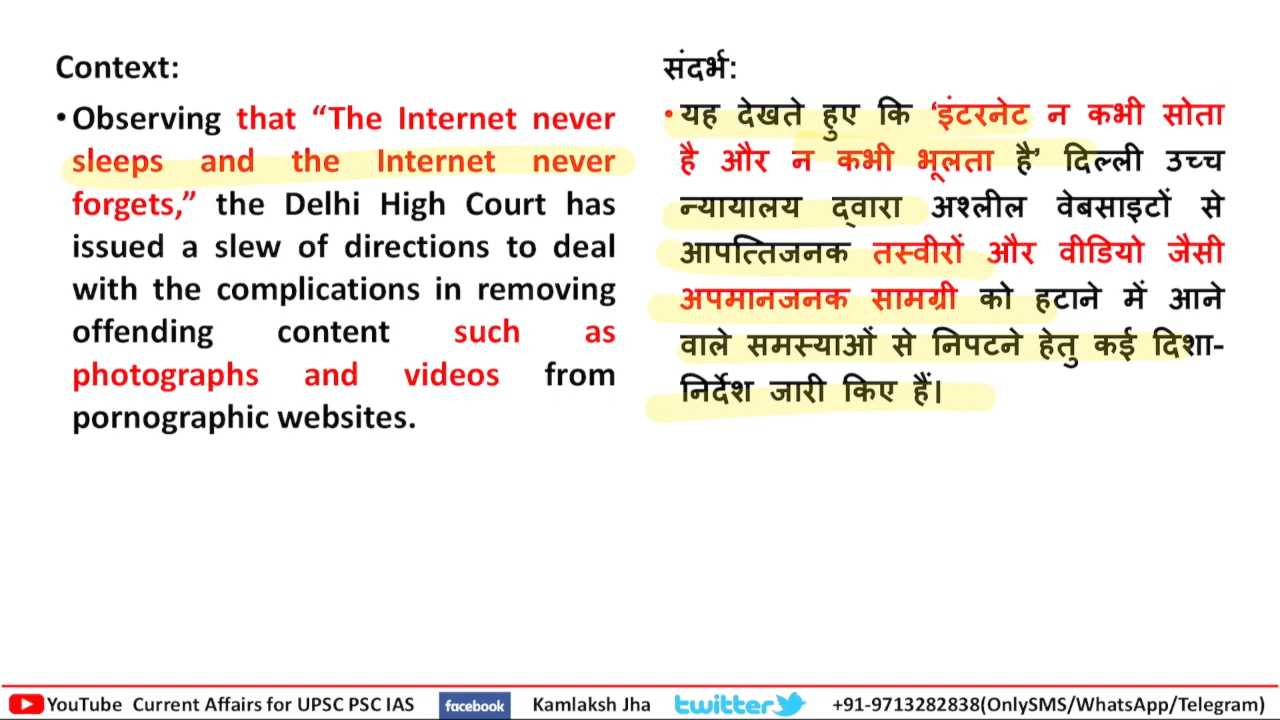 Context:
• Observing that “The Internet never
sleeps and the Internet never
forgets,” the Delhi High Court has
issued a slew of directions to deal
with the complications in removing
offending content such as
photographs and videos from
pornographic websites.
संदर्भ:
• यह देखते हुए कि ‘इंटरनेट न कभी सोता
है और न कभी भूलता है’ दिल्ली उच्च
न्यायालय द्वारा अश्लील वेबसाइटों से
आपत्तिजनक तस्वीरों और वीडियो जैसी
अपमानजनक सामग्री को हटाने में आने
वाले समस्याओं से निपटने हेतु कई दिशा-
निर्देश जारी किए हैं।
YouTube Current Affairs for UPSC PSC IAS facebook Kamlaksh Jha twitter +91-9713282838(OnlySMS/WhatsApp/Telegram)